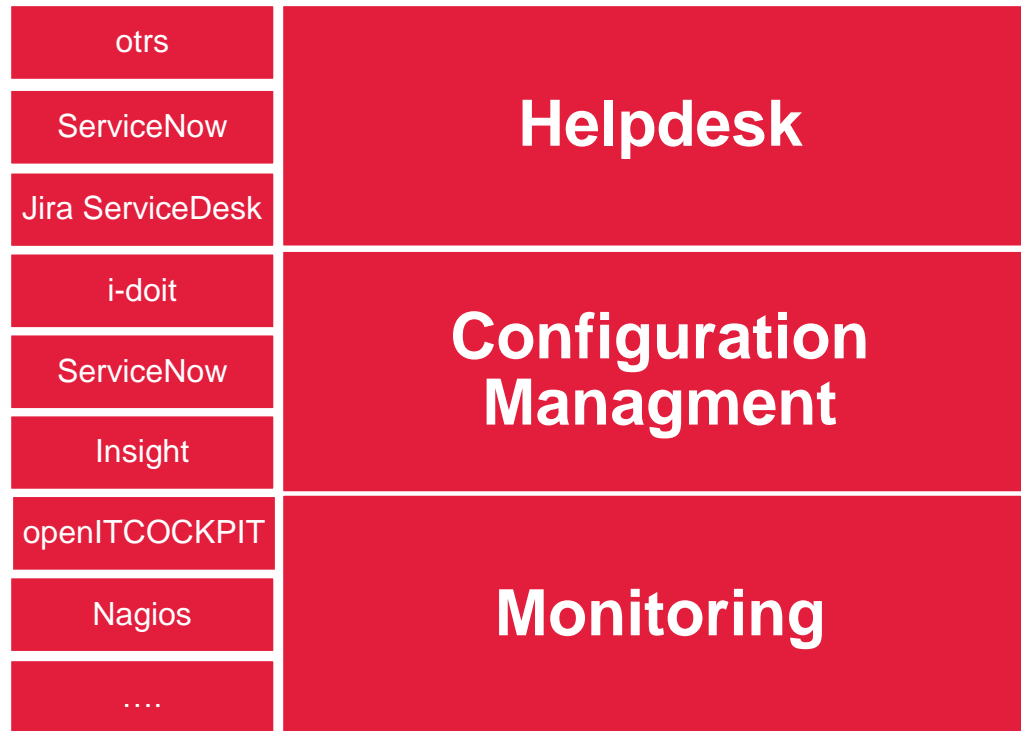 otrs
ServiceNow
Jira ServiceDesk
Helpdesk
i-doit
ServiceNow
Insight
Configuration
Managment
openITCOCKPIT
Nagios
....
Monitoring